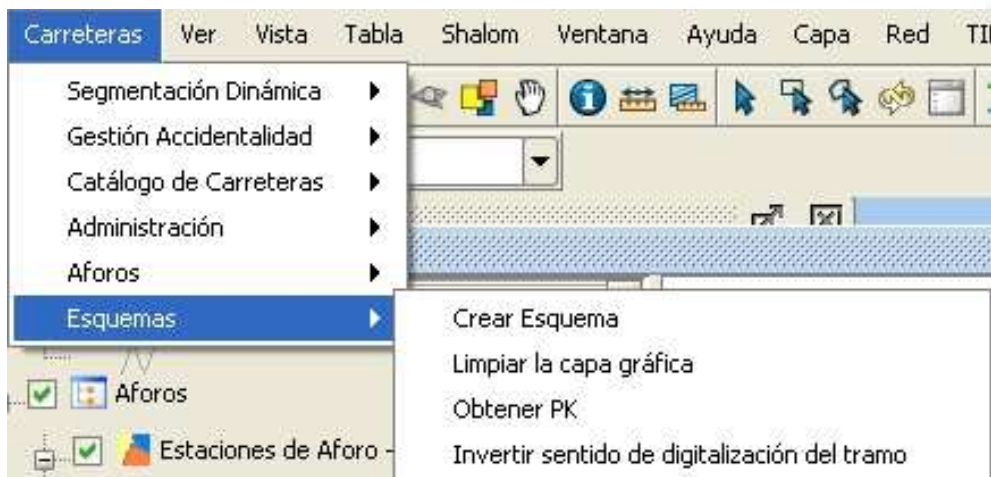 Carreteras Ver Vista Tabla Shalom Ventana Ayuda Capa Red
Segmentación Dinámica
Gestión Accidentalidad
Catálogo de Carreteras
Administración
Aforos
Esquemas
Crear Esquema
Limpiar la capa gráfica
Obtener PK
Invertir sentido de digitalización del tramo
Aforos
Estaciones de Aforo -